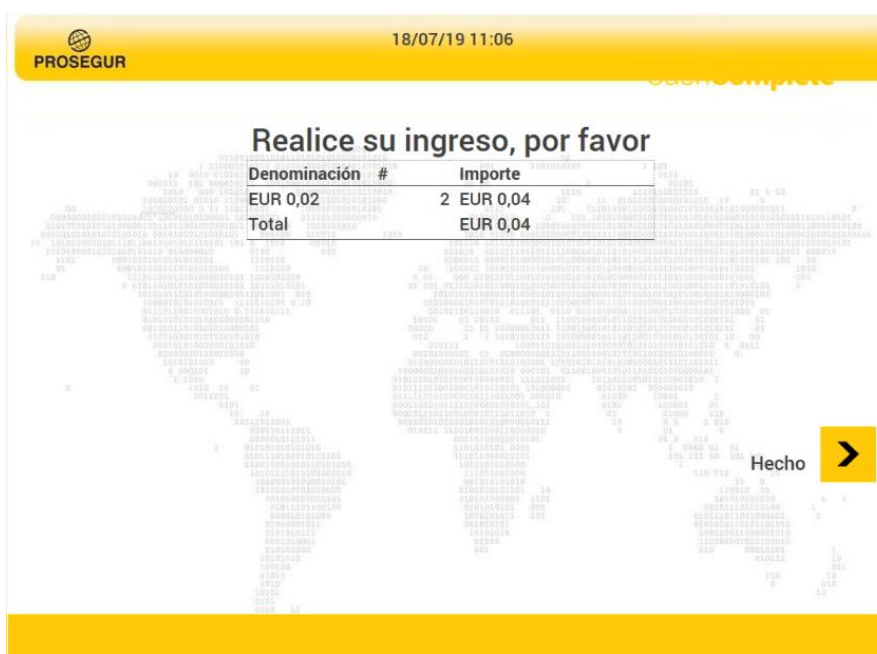 PROSEGUR
18/07/19 11:06
Realice su ingreso, por favor
Denominación # Importe
EUR 0,02 2 EUR 0,04
Total EUR 0,04
Hecho